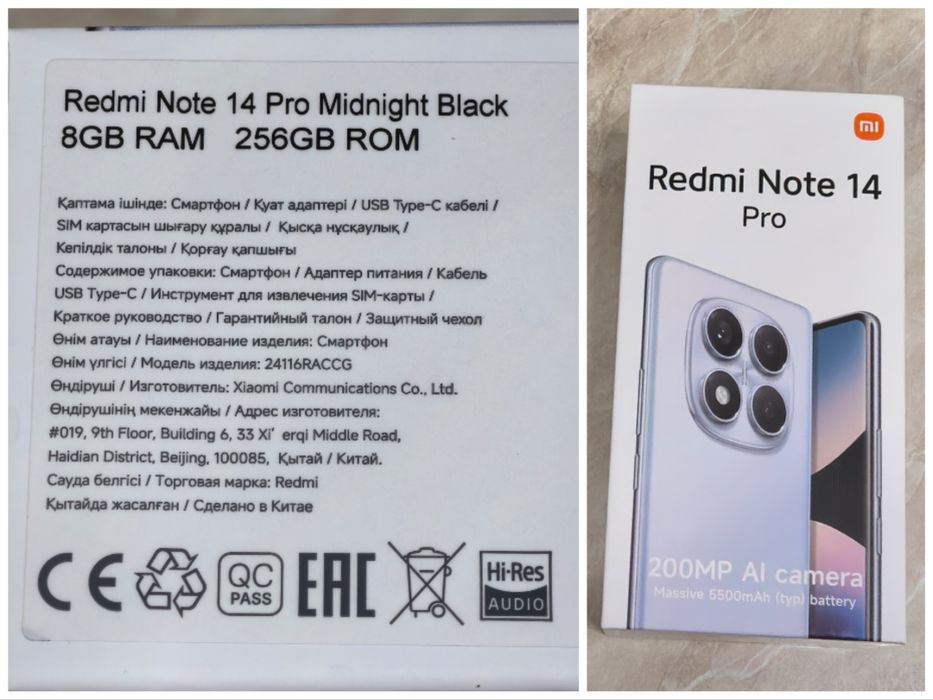 Redmi Note 14 Pro Midnight Black
8GB RAM 256GB ROM
Қаптама ішінде: Смартфон / Қуат адаптері / USB Type-C кабелі /
SIM картасын шығару құралы / Қысқа нұсқаулық /
Кепілдік талоны / Қорғау қапшығы
Содержимое упаковки: Смартфон / Адаптер питания / Кабель
USB Type-C / Инструмент для извлечения SIM-карты /
Краткое руководство / Гарантийный талон / Защитный чехол
Өнім атауы / Наименование изделия: Смартфон
Өнім үлгісі / Модель изделия: 24116RACCG
Өндіруші / Изготовитель: Xiaomi Communications Co., Ltd.
Өндірушінің мекенжайы / Адрес изготовителя:
#019, 9th Floor, Building 6, 33 Xi' erqi Middle Road,
Haidian District, Beijing, 100085, Қытай / Китай.
Сауда белгісі / Торговая марка: Redmi
Қытайда жасалған / Сделано в Китае
CE
QC
PASS
EAC
Hi-Res
AUDIO
mi
Redmi Note 14
Pro
200MP AI camera
Massive 5500mAh (typ) battery